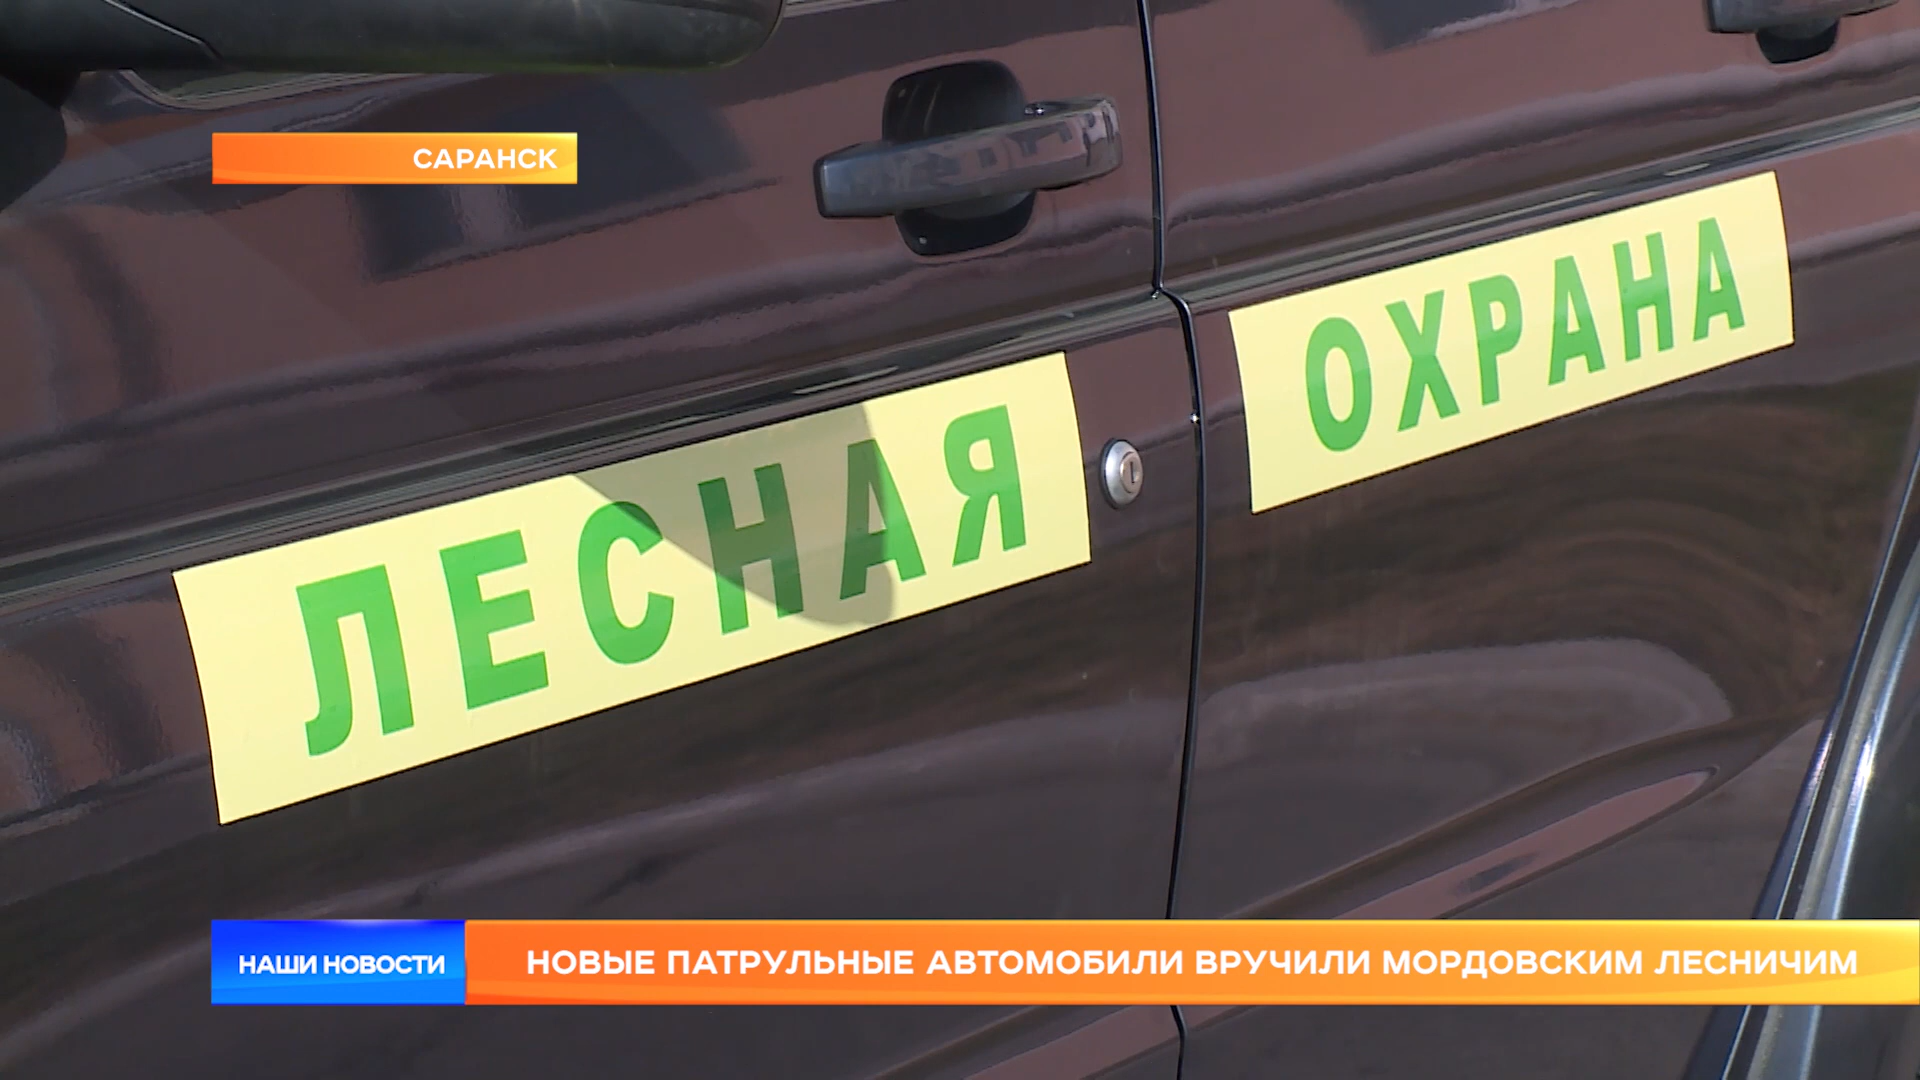 САРАНСК
ЛЕСНАЯ ОХРАНА
НАШИ НОВОСТИ
НОВЫЕ ПАТРУЛЬНЫЕ АВТОМОБИЛИ ВРУЧИЛИ МОРДОВСКИМ ЛЕСНИЧИМ